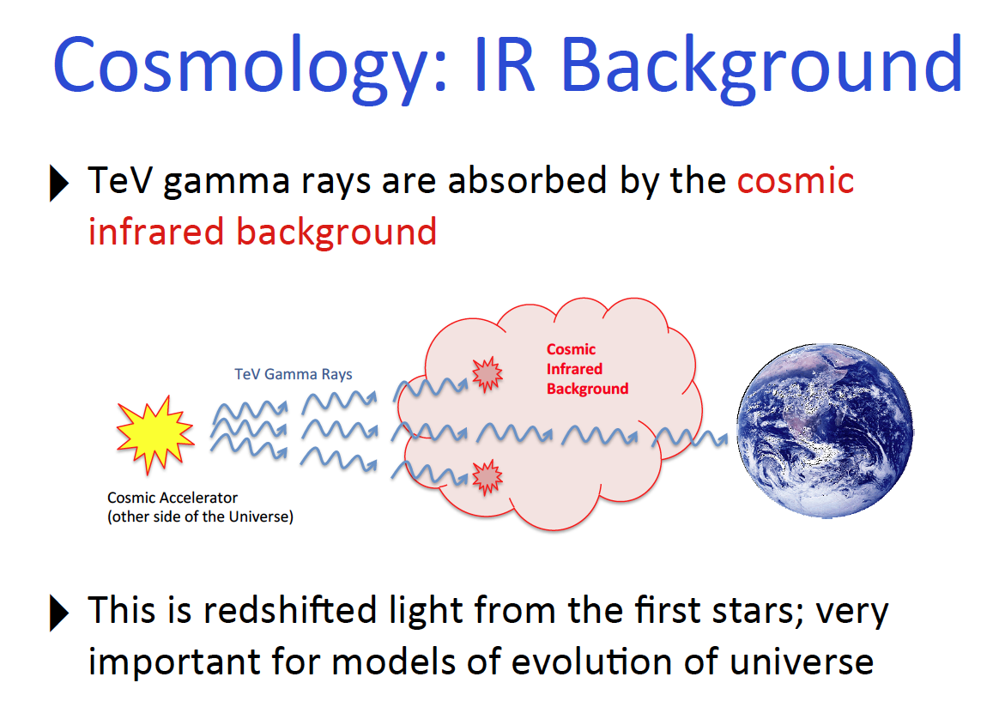 Cosmology: IR Background
TeV gamma rays are absorbed by the cosmic
infrared background
TeV Gamma Rays
Cosmic
Infrared
Background
Cosmic Accelerator
(other side of the Universe)
This is redshifted light from the first stars; very
important for models of evolution of universe